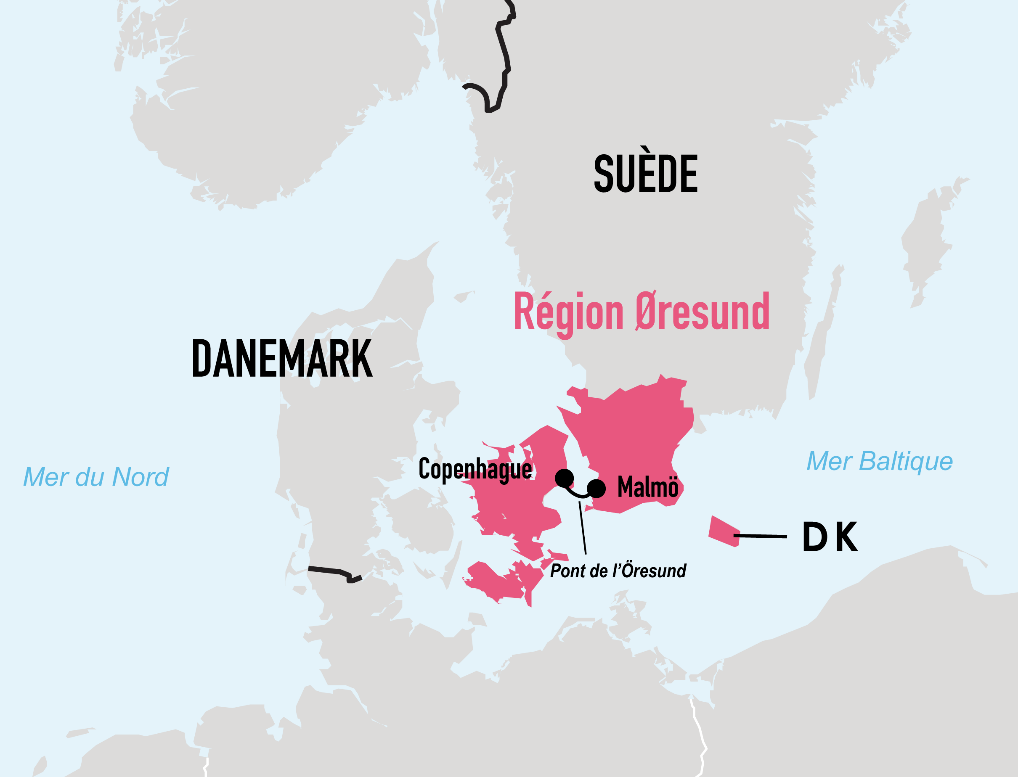 SUÈDE
Région Øresund
DANEMARK
Copenhague
Mer du Nord
Malmö
Mer Baltique
DK
Pont de l'Öresund